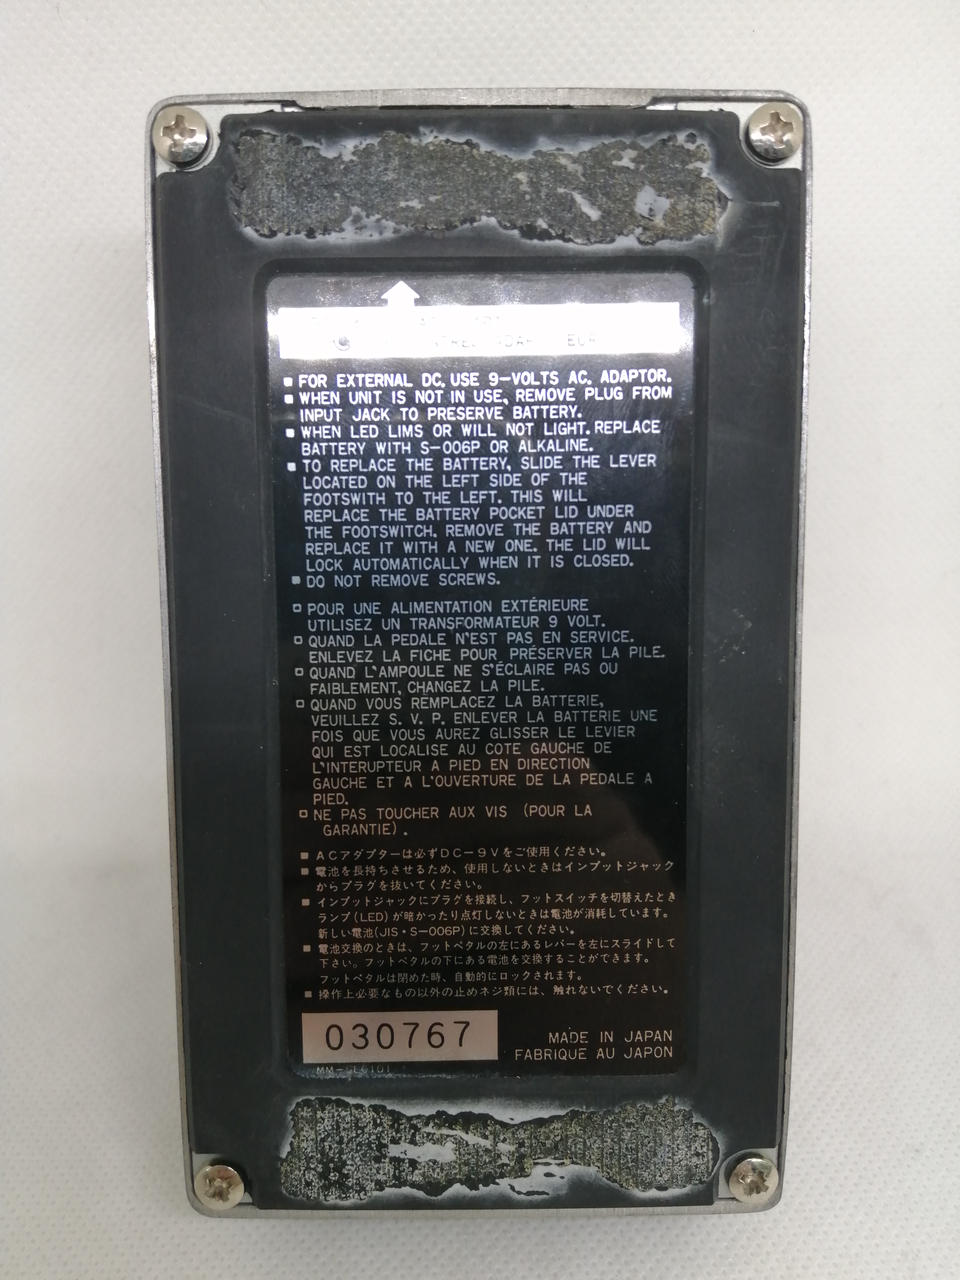 ■ FOR EXTERNAL DC, USE 9-VOLTS AC, ADAPTOR.
■ WHEN UNIT IS NOT IN USE, REMOVE PLUG FROM
INPUT JACK TO PRESERVE BATTERY.
■ WHEN LED LIMS OR WILL NOT LIGHT. REPLACE
BATTERY WITH S-006P OR ALKALINE.
■ TO REPLACE THE BATTERY, SLIDE THE LEVER
LOCATED ON THE LEFT SIDE OF THE
FOOTSWITH TO THE LEFT. THIS WILL
REPLACE THE BATTERY POCKET LID UNDER
THE FOOTSWITCH. REMOVE THE BATTERY AND
REPLACE IT WITH A NEW ONE. THE LID WILL
LOCK AUTOMATICALLY WHEN IT IS CLOSED.
■ DO NOT REMOVE SCREWS.
□ POUR UNE ALIMENTATION EXTÉRIEURE
UTILISEZ UN TRANSFORMATEUR 9 VOLT.
□ QUAND LA PEDALE N'EST PAS EN SERVICE.
ENLEVEZ LA FICHE POUR PRÉSERVER LA PILE.
□ QUAND L'AMPOULE NE S'ÉCLAIRE PAS OU
FAIBLEMENT, CHANGEZ LA PILE.
□ QUAND VOUS REMPLACEZ LA BATTERIE,
VEUILLEZ S. V. P. ENLEVER LA BATTERIE UNE
FOIS QUE VOUS AUREZ GLISSER LE LEVIER
QUI EST LOCALISE AU COTE GAUCHE DE
L'INTERUPTEUR A PIED EN DIRECTION
GAUCHE ET A L'OUVERTURE DE LA PEDALE A
PIED.
□ NE PAS TOUCHER AUX VIS (POUR LA
GARANTIE).
■ ACアダプターは必ずDC-9Vをご使用ください。
■ 電池を長持ちさせるため、使用しないときはインプットジャック
からプラグを抜いてください。
■ インプットジャックにプラグを接続し、フットスイッチを切替えたとき
ランプ(LED)が暗かったり点灯しないときは電池が消耗しています。
新しい電池(JIS・S-006P)に交換してください。
■ 電池交換のときは、フットペタルの左にあるレバーを左にスライドして
下さい。フットペタルの下にある電池を交換することができます。
フットペタルは閉めた時、自動的にロックされます。
■ 操作上必要なもの以外の止めネジ類には、触れないでください。
030767
MADE IN JAPAN
FABRIQUE AU JAPON